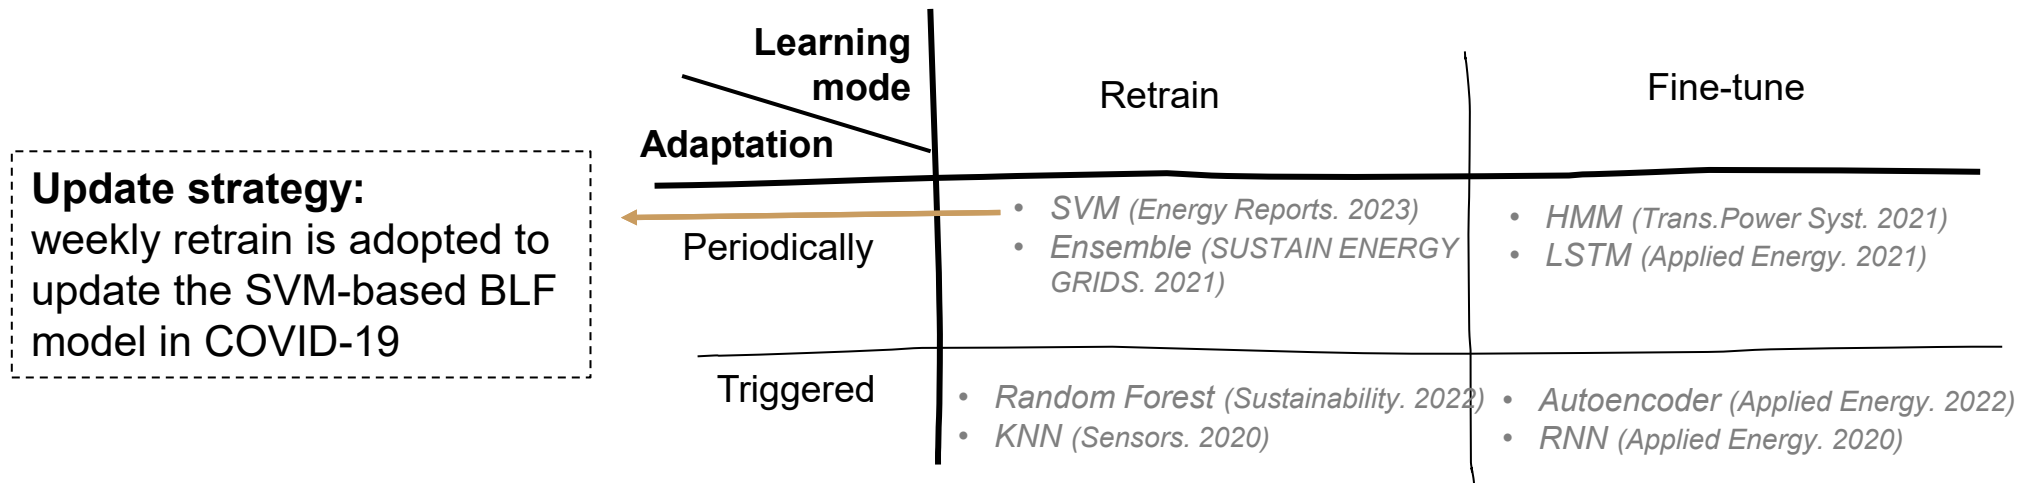 Learning
mode
Adaptation
Retrain
Fine-tune
Update strategy:
weekly retrain is adopted to
update the SVM-based BLF
model in COVID-19
Periodically
• SVM (Energy Reports. 2023)
• Ensemble (SUSTAIN ENERGY
GRIDS. 2021)
• HMM (Trans.Power Syst. 2021)
• LSTM (Applied Energy. 2021)
Triggered
• Random Forest (Sustainability. 2022)
• KNN (Sensors. 2020)
• Autoencoder (Applied Energy. 2022)
• RNN (Applied Energy. 2020)